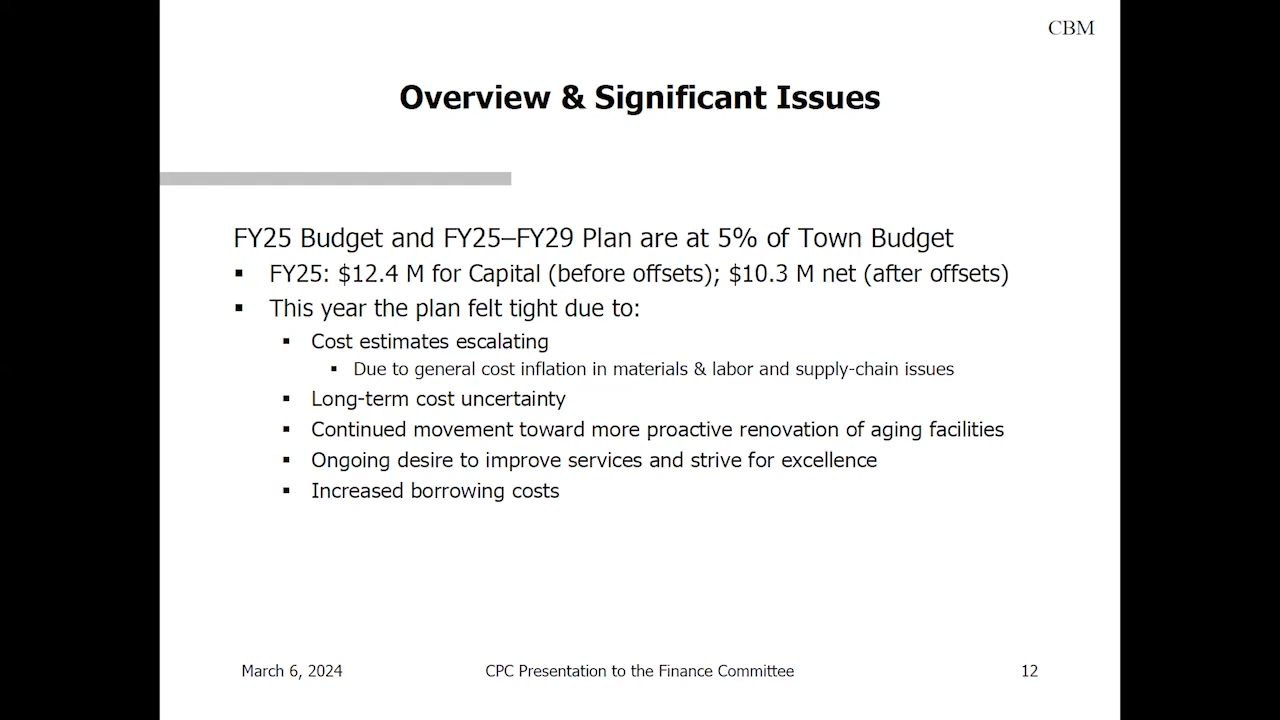 CBM
Overview & Significant Issues
FY25 Budget and FY25–FY29 Plan are at 5% of Town Budget
▪ FY25: $12.4 M for Capital (before offsets); $10.3 M net (after offsets)
▪ This year the plan felt tight due to:
▪ Cost estimates escalating
▪ Due to general cost inflation in materials & labor and supply-chain issues
▪ Long-term cost uncertainty
▪ Continued movement toward more proactive renovation of aging facilities
▪ Ongoing desire to improve services and strive for excellence
▪ Increased borrowing costs
March 6, 2024 CPC Presentation to the Finance Committee 12